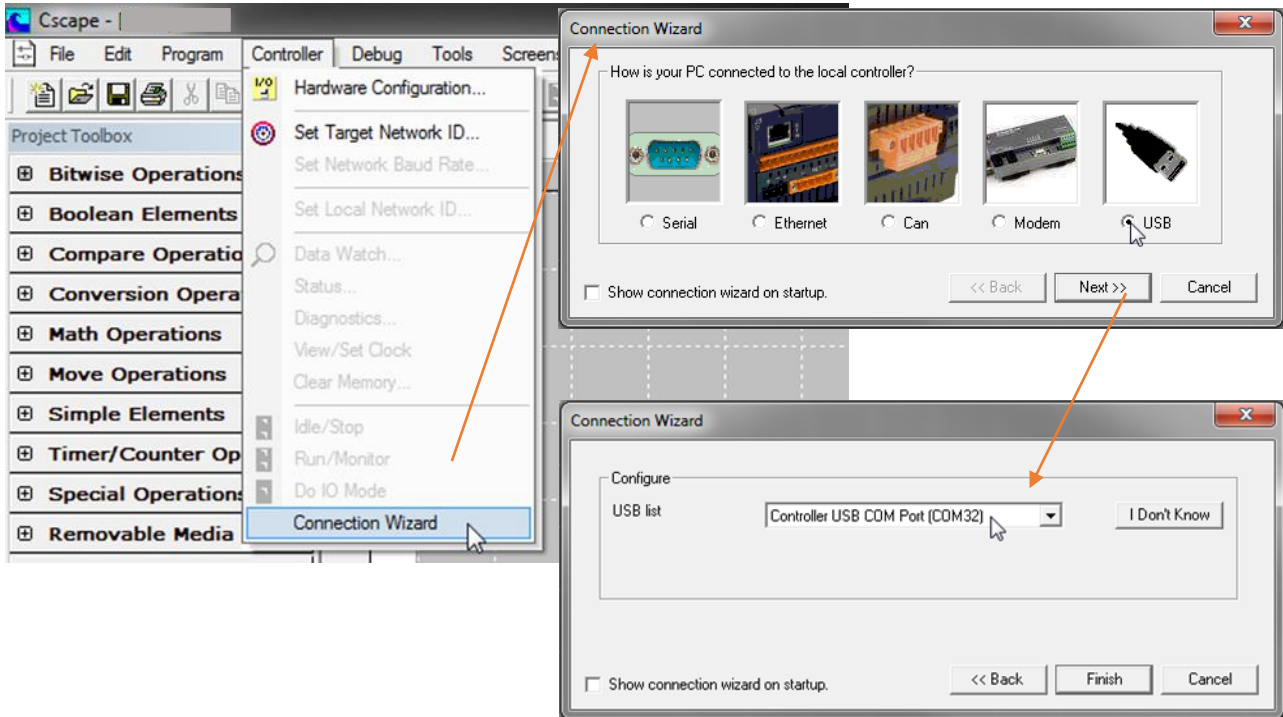 Cscape - [
File Edit Program Controller Debug Tools Screens
Project Toolbox
Bitwise Operations
Boolean Elements
Compare Operatio
Conversion Opera
Math Operations
Move Operations
Simple Elements
Timer/Counter Op
Special Operations
Removable Media
I/O Hardware Configuration...
Set Target Network ID...
Set Network Baud Rate...
Set Local Network ID...
Data Watch...
Status...
Diagnostics...
View/Set Clock
Clear Memory...
Idle/Stop
Run/Monitor
Do IO Mode
Connection Wizard
Connection Wizard
How is your PC connected to the local controller?
Serial Ethernet Can Modem USB
Show connection wizard on startup.
<< Back Next >> Cancel
Connection Wizard
Configure
USB list Controller USB COM Port (COM32) I Don't Know
Show connection wizard on startup.
<< Back Finish Cancel